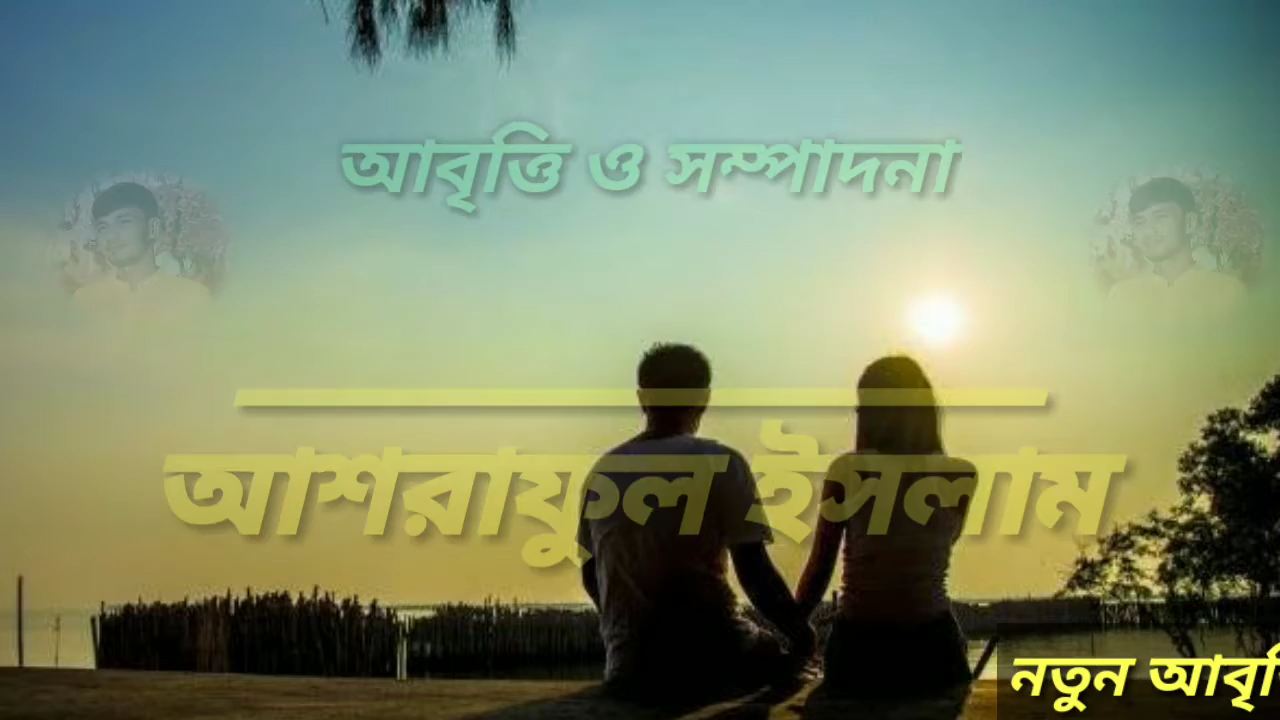 আবৃত্তি ও সম্পাদনা
আশরাফুল ইসলাম
নতুন